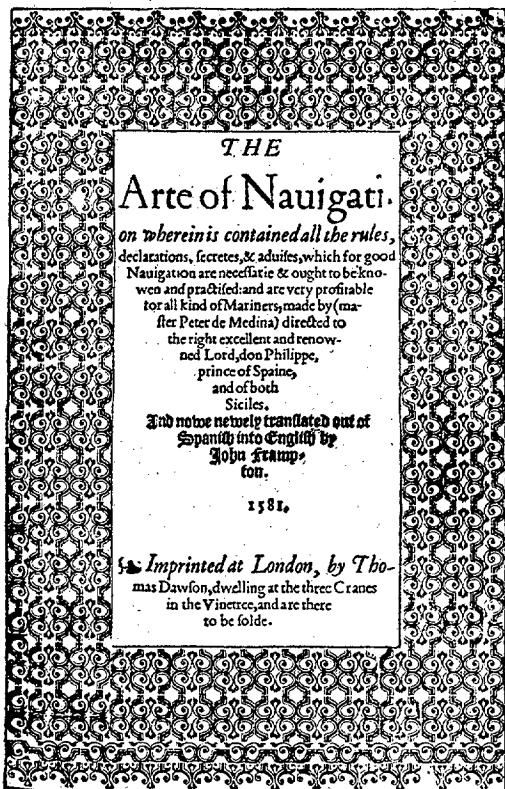 THE
Arte of Nauigati-
on wherein is contained all the rules,
declarations, ſecretes, & aduiſes, which for good
Nauigation are neceſſarie & ought to be kno-
wen and practiſed: and are very profitable
for all kind of Mariners, made by (ma-
ſter Peter de Medina) directed to
the right excellent and renow-
ned Lord, don Philippe,
prince of Spaine,
and of both
Siciles.
And nowe newely tranſlated out of
Spaniſh into Engliſh by
John Framp-
ton.
1581.
Imprinted at London, by Tho-
mas Dawſon, dwelling at the three Cranes
in the Vinetree, and are there
to be ſolde.